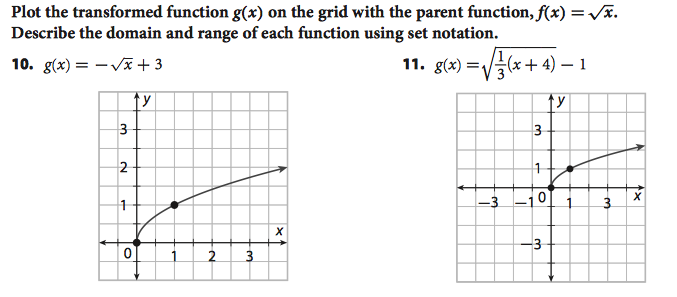 Plot the transformed function g(x) on the grid with the parent function, f(x) = √x.
Describe the domain and range of each function using set notation.
10. g(x) = −√x + 3
11. g(x) = √(1/3(x + 4)) − 1
y
3
2
1
x
0 1 2 3
y
3
1
−3 −1 0 1 3 x
−3